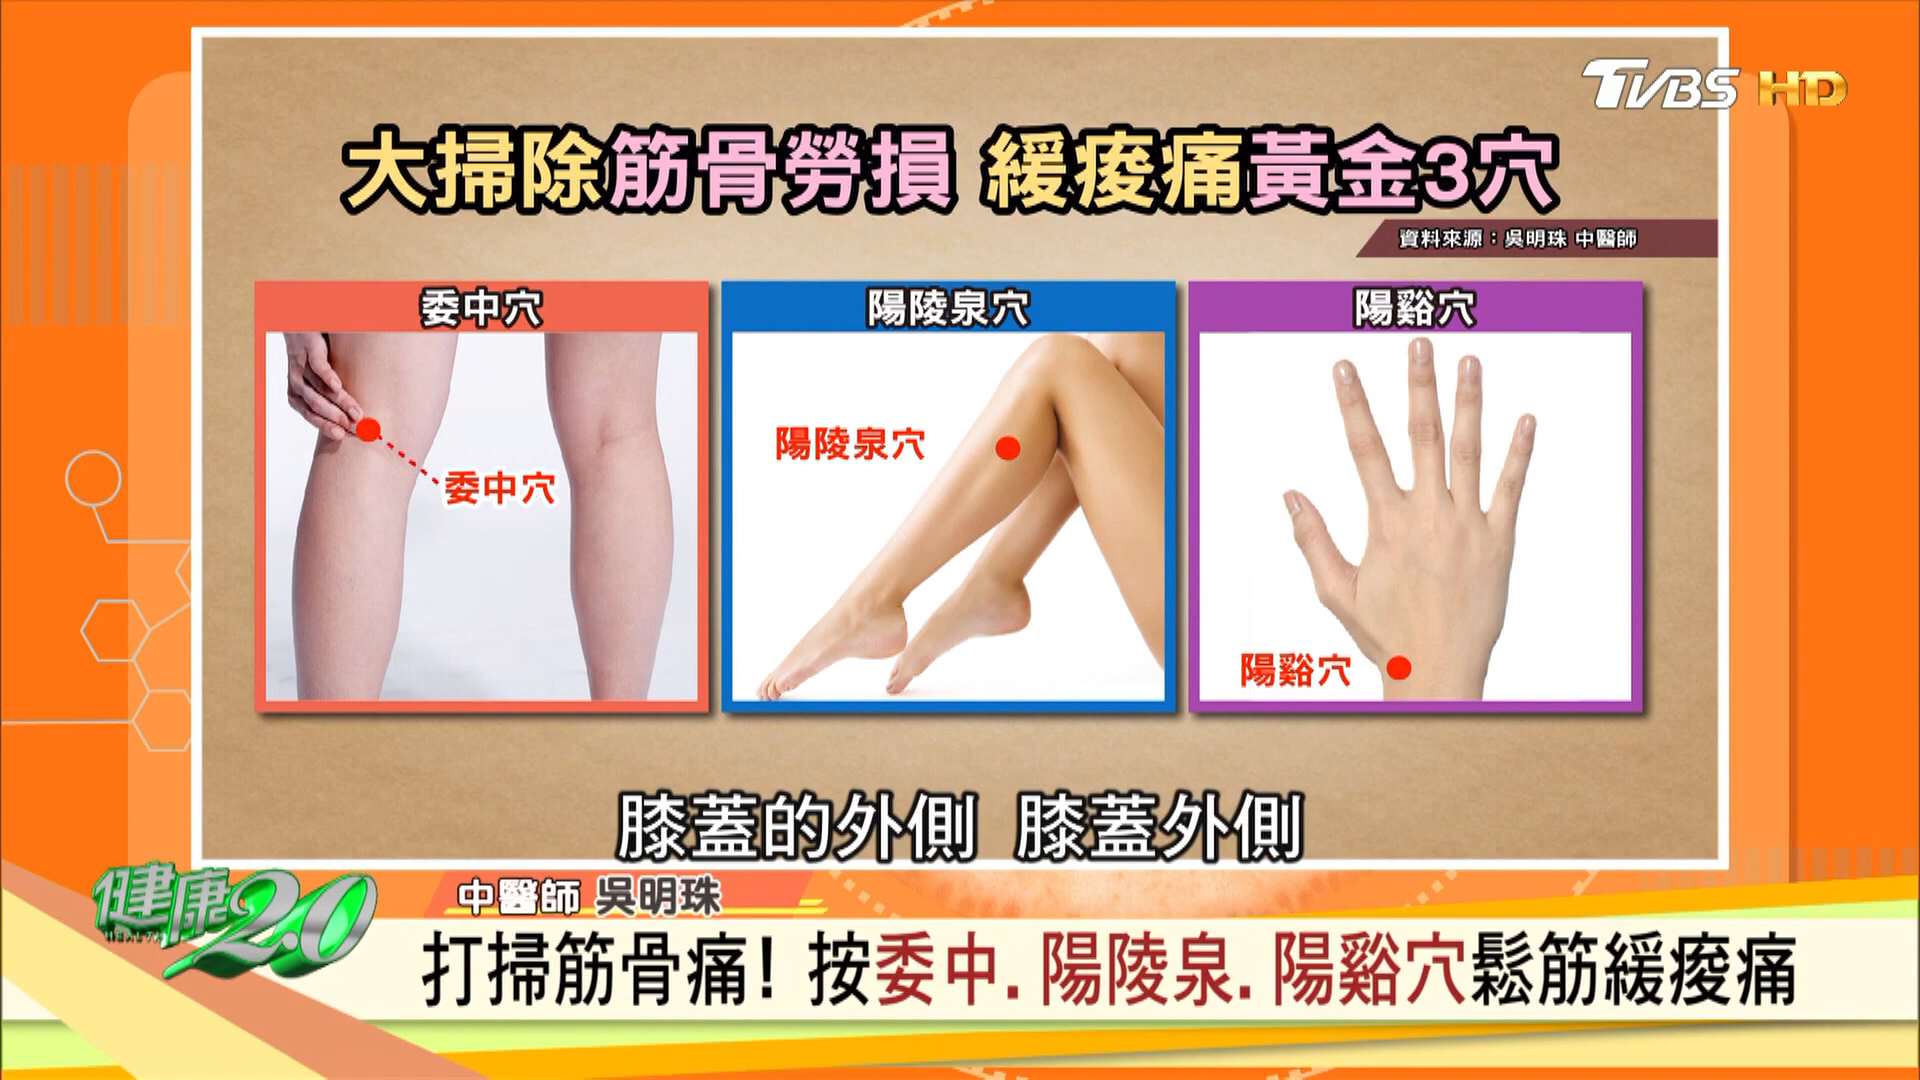 TVBS HD
大掃除筋骨勞損 緩痠痛黃金3穴
資料來源：吳明珠 中醫師
委中穴
陽陵泉穴
陽谿穴
委中穴
陽陵泉穴
陽谿穴
膝蓋的外側 膝蓋外側
健康2.0
HEALTH
中醫師 吳明珠
打掃筋骨痛! 按委中.陽陵泉.陽谿穴鬆筋緩痠痛